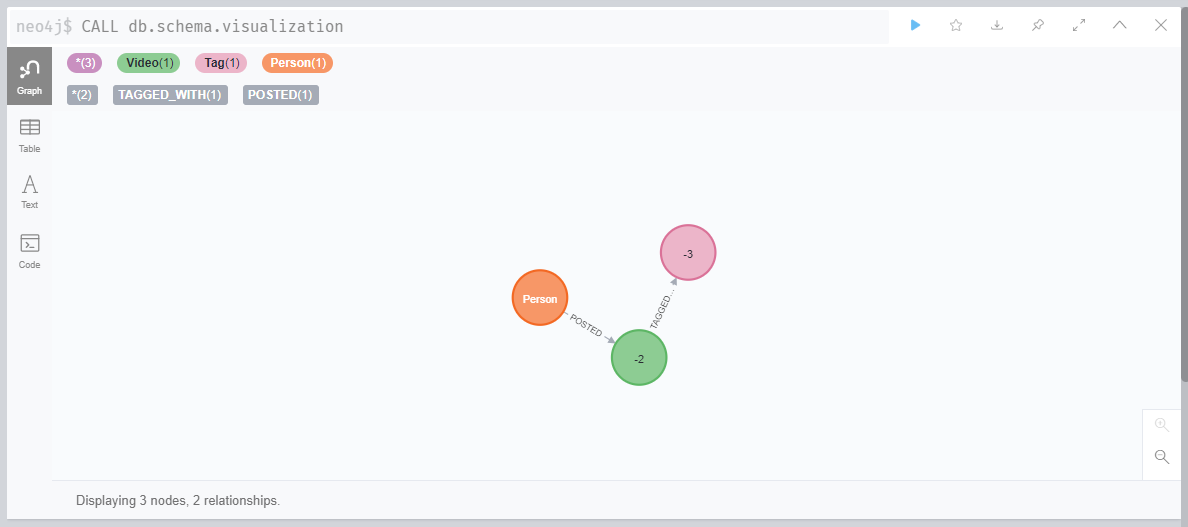 neo4j$ CALL db.schema.visualization
*(3) Video(1) Tag(1) Person(1)
*(2) TAGGED_WITH(1) POSTED(1)
Graph
Table
Text
Code
-3
Person
TAGGED...
POSTED
-2
Displaying 3 nodes, 2 relationships.